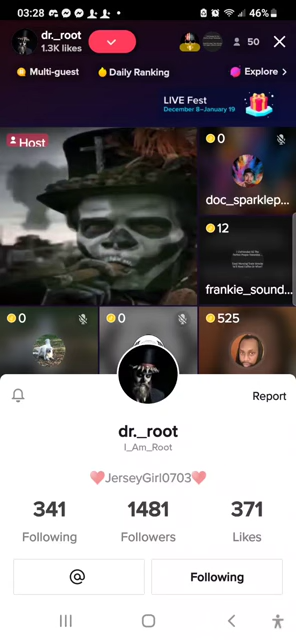 03:28
46%
dr._root
1.3K likes
50
Multi-guest
Daily Ranking
Explore >
LIVE Fest
December 8–January 19
Host
0
doc_sparklep...
12
frankie_sound...
0
0
525
Report
dr._root
I_Am_Root
JerseyGirl0703
341
1481
371
Following
Followers
Likes
@
Following